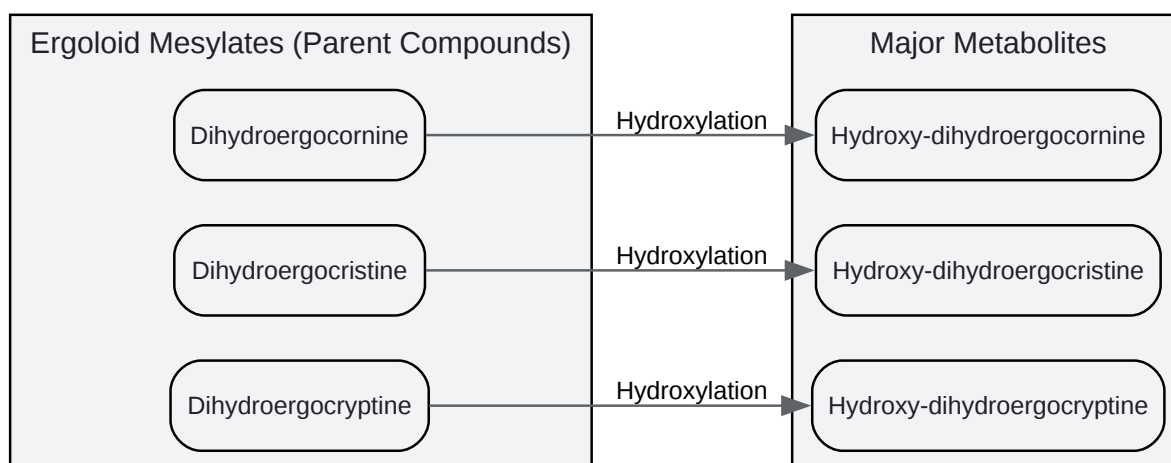 Ergoloid Mesylates (Parent Compounds)
Major Metabolites
Dihydroergocornine
Hydroxylation
Hydroxy-dihydroergocornine
Dihydroergocristine
Hydroxylation
Hydroxy-dihydroergocristine
Dihydroergocryptine
Hydroxylation
Hydroxy-dihydroergocryptine